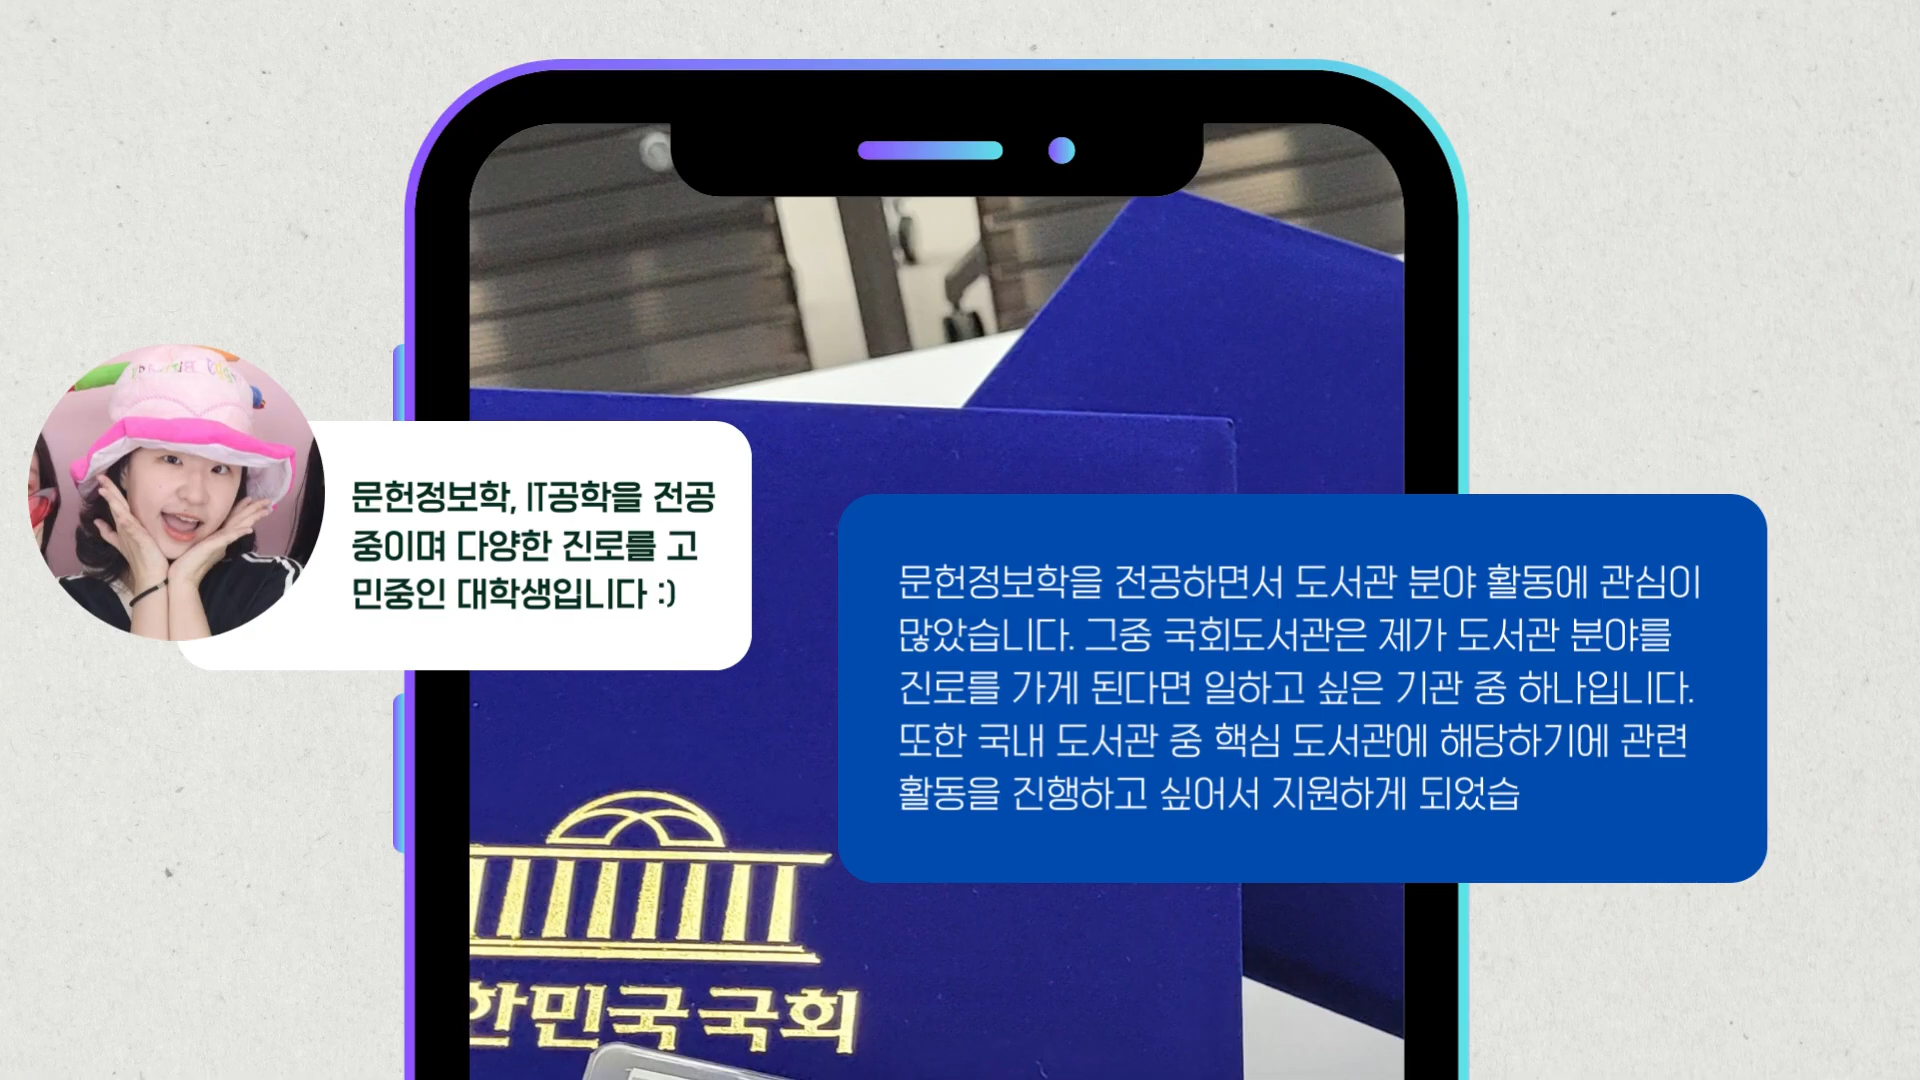 문헌정보학, IT공학을 전공
중이며 다양한 진로를 고
민중인 대학생입니다 :)
문헌정보학을 전공하면서 도서관 분야 활동에 관심이
많았습니다. 그중 국회도서관은 제가 도서관 분야를
진로를 가게 된다면 일하고 싶은 기관 중 하나입니다.
또한 국내 도서관 중 핵심 도서관에 해당하기에 관련
활동을 진행하고 싶어서 지원하게 되었습
한민국국회